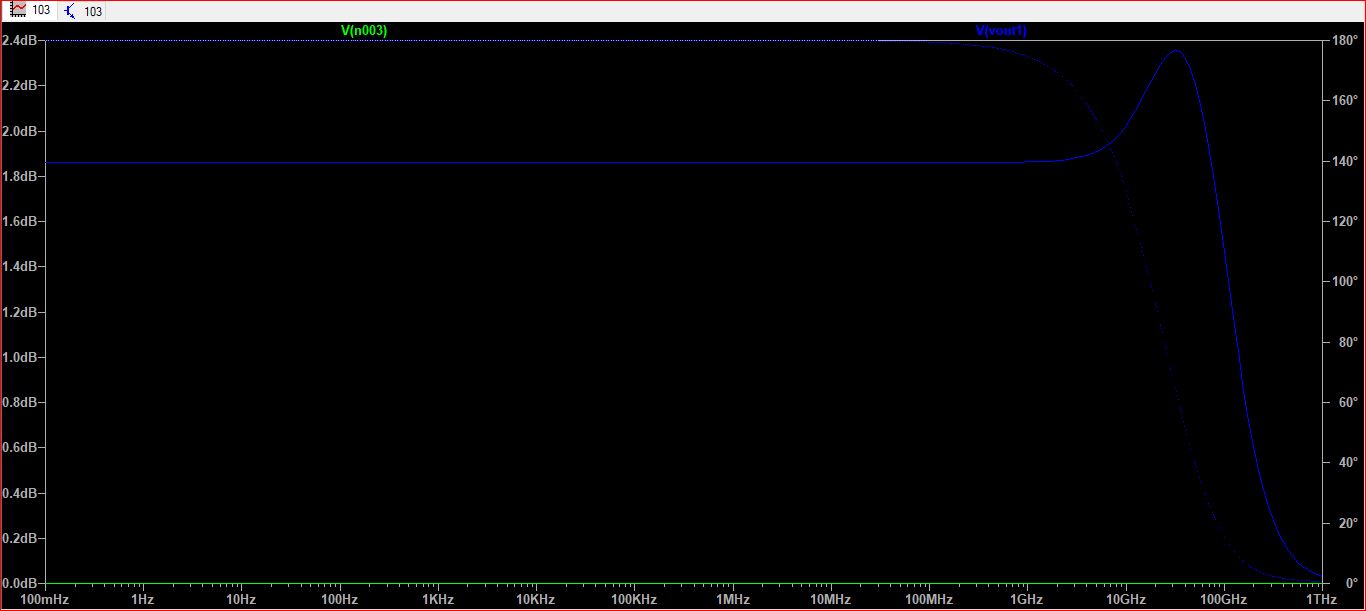 103 103
V(n003) V(vout1)
2.4dB 180°
2.2dB 160°
2.0dB 140°
1.8dB 120°
1.6dB 100°
1.4dB 80°
1.2dB 60°
1.0dB 40°
0.8dB 20°
0.6dB 0°
0.4dB
0.2dB
0.0dB
100mHz 1Hz 10Hz 100Hz 1KHz 10KHz 100KHz 1MHz 10MHz 100MHz 1GHz 10GHz 100GHz 1THz